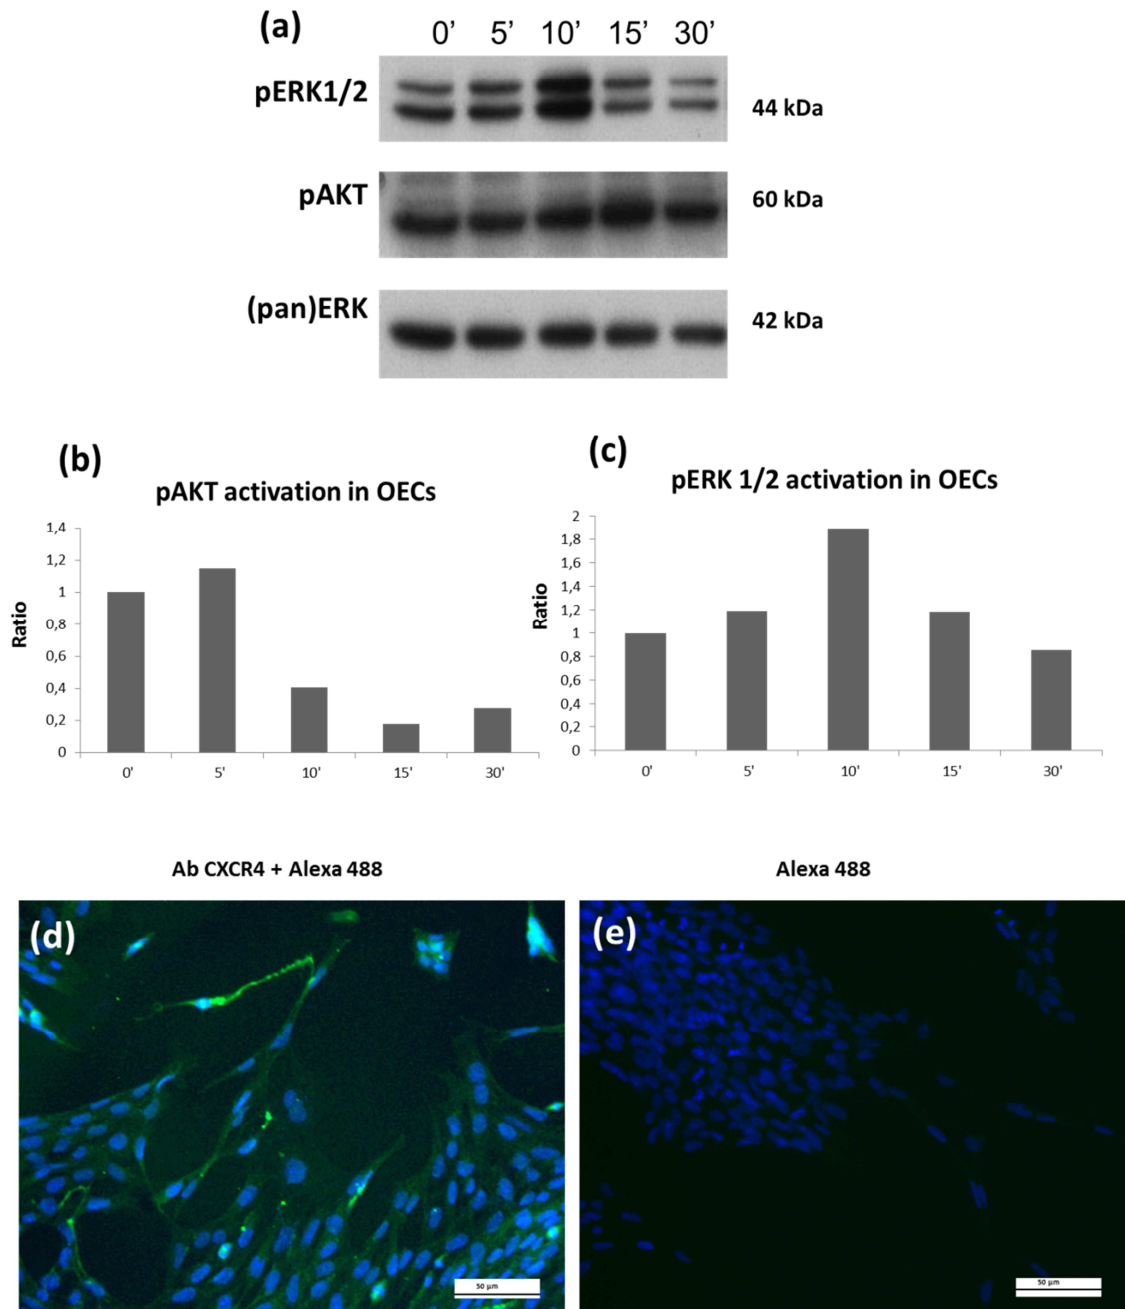 (a)
0' 5' 10' 15' 30'
pERK1/2
44 kDa
pAKT
60 kDa
(pan)ERK
42 kDa
(b)
pAKT activation in OECs
1,4
1,2
1
0,8
0,6
0,4
0,2
0
Ratio
0' 5' 10' 15' 30'
(c)
pERK 1/2 activation in OECs
2
1,8
1,6
1,4
1,2
1
0,8
0,6
0,4
0,2
0
Ratio
0' 5' 10' 15' 30'
Ab CXCR4 + Alexa 488
(d)
50 µm
Alexa 488
(e)
50 µm